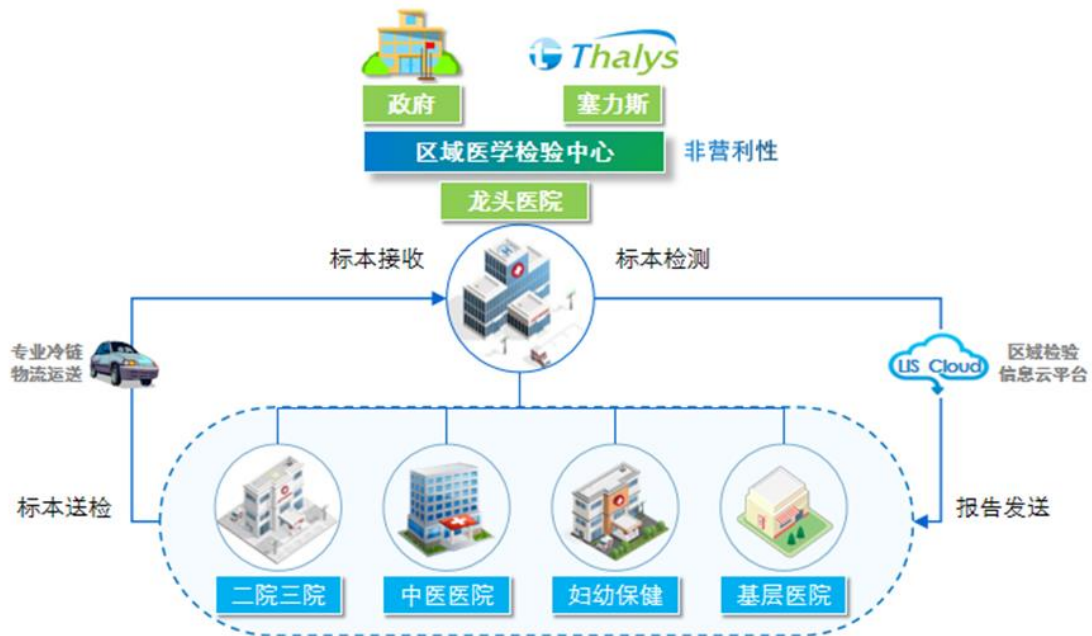 Thalys
政府
塞力斯
区域医学检验中心
非营利性
龙头医院
标本接收
标本检测
专业冷链
物流运送
LIS Cloud
区域检验
信息云平台
标本送检
报告发送
二院三院
中医医院
妇幼保健
基层医院